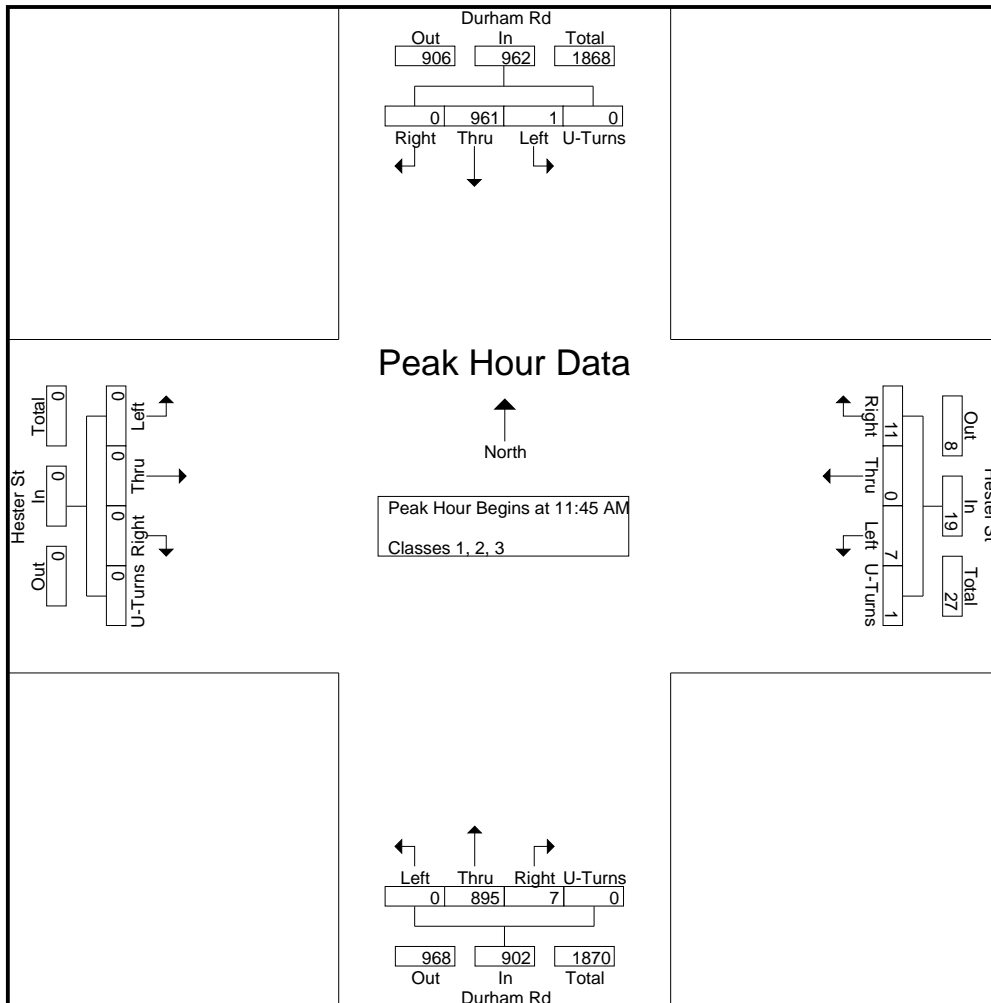 Durham Rd
Out In Total
906 962 1868
0 961 1 0
Right Thru Left U-Turns
Peak Hour Data
North
Peak Hour Begins at 11:45 AM
Classes 1, 2, 3
Hester St
Total In Out
0 0 0
0 0 0 0
Left Thru Right U-Turns
Right Thru Left U-Turns
11 0 7 1
8 19 27
Out In Total
Hester St
Left Thru Right U-Turns
0 895 7 0
968 902 1870
Out In Total
Durham Rd